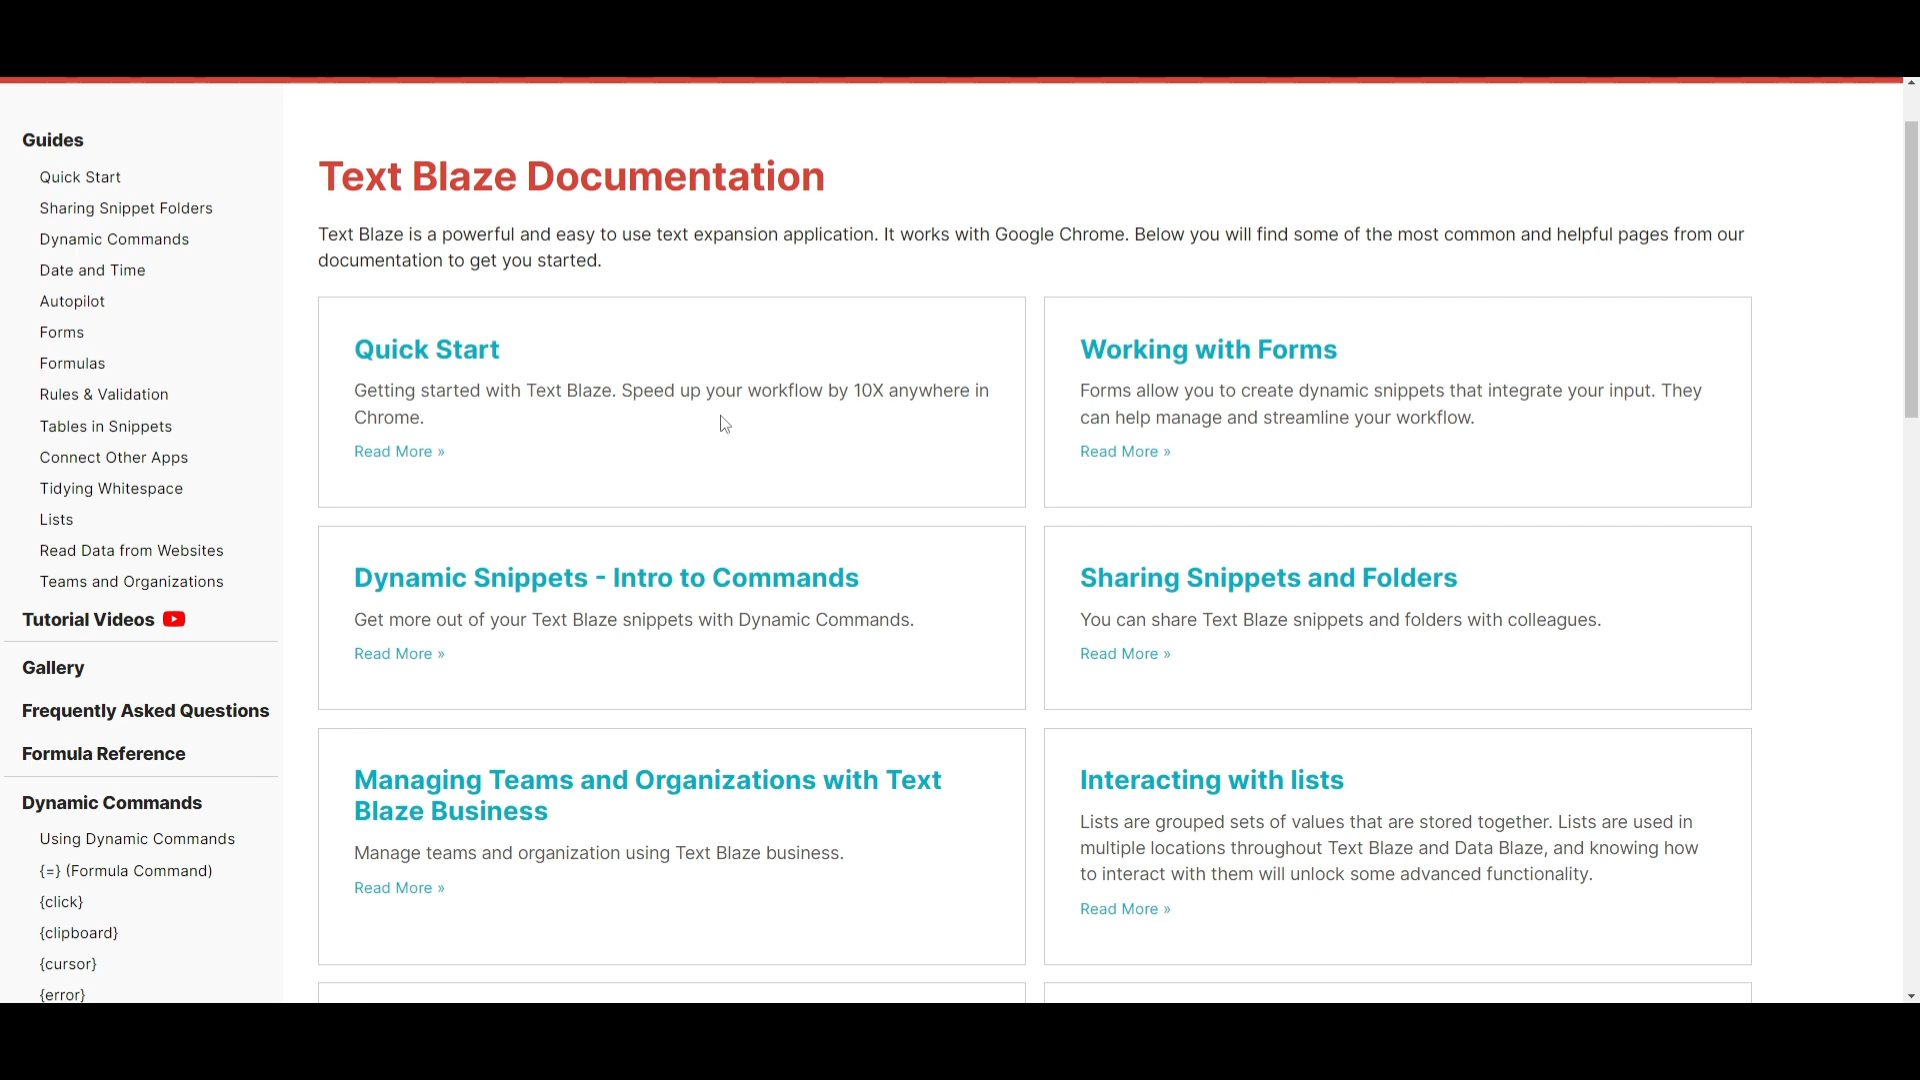 Guides
Quick Start
Sharing Snippet Folders
Dynamic Commands
Date and Time
Autopilot
Forms
Formulas
Rules & Validation
Tables in Snippets
Connect Other Apps
Tidying Whitespace
Lists
Read Data from Websites
Teams and Organizations
Tutorial Videos
Gallery
Frequently Asked Questions
Formula Reference
Dynamic Commands
Using Dynamic Commands
{=} (Formula Command)
{click}
{clipboard}
{cursor}
{error}
Text Blaze Documentation
Text Blaze is a powerful and easy to use text expansion application. It works with Google Chrome. Below you will find some of the most common and helpful pages from our
documentation to get you started.
Quick Start
Getting started with Text Blaze. Speed up your workflow by 10X anywhere in
Chrome.
Read More »
Working with Forms
Forms allow you to create dynamic snippets that integrate your input. They
can help manage and streamline your workflow.
Read More »
Dynamic Snippets - Intro to Commands
Get more out of your Text Blaze snippets with Dynamic Commands.
Read More »
Sharing Snippets and Folders
You can share Text Blaze snippets and folders with colleagues.
Read More »
Managing Teams and Organizations with Text
Blaze Business
Manage teams and organization using Text Blaze business.
Read More »
Interacting with lists
Lists are grouped sets of values that are stored together. Lists are used in
multiple locations throughout Text Blaze and Data Blaze, and knowing how
to interact with them will unlock some advanced functionality.
Read More »